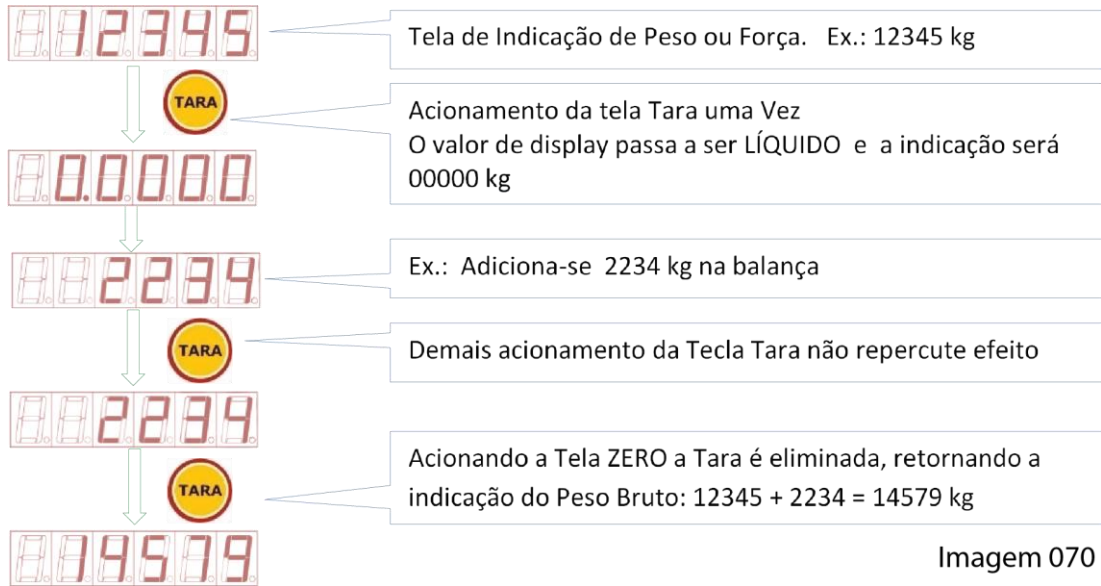 12345
Tela de Indicação de Peso ou Força. Ex.: 12345 kg
TARA
Acionamento da tela Tara uma Vez
O valor de display passa a ser LÍQUIDO e a indicação será
00000 kg
0.0000
2234
Ex.: Adiciona-se 2234 kg na balança
TARA
Demais acionamento da Tecla Tara não repercute efeito
2234
TARA
Acionando a Tela ZERO a Tara é eliminada, retornando a
indicação do Peso Bruto: 12345 + 2234 = 14579 kg
14579
Imagem 070